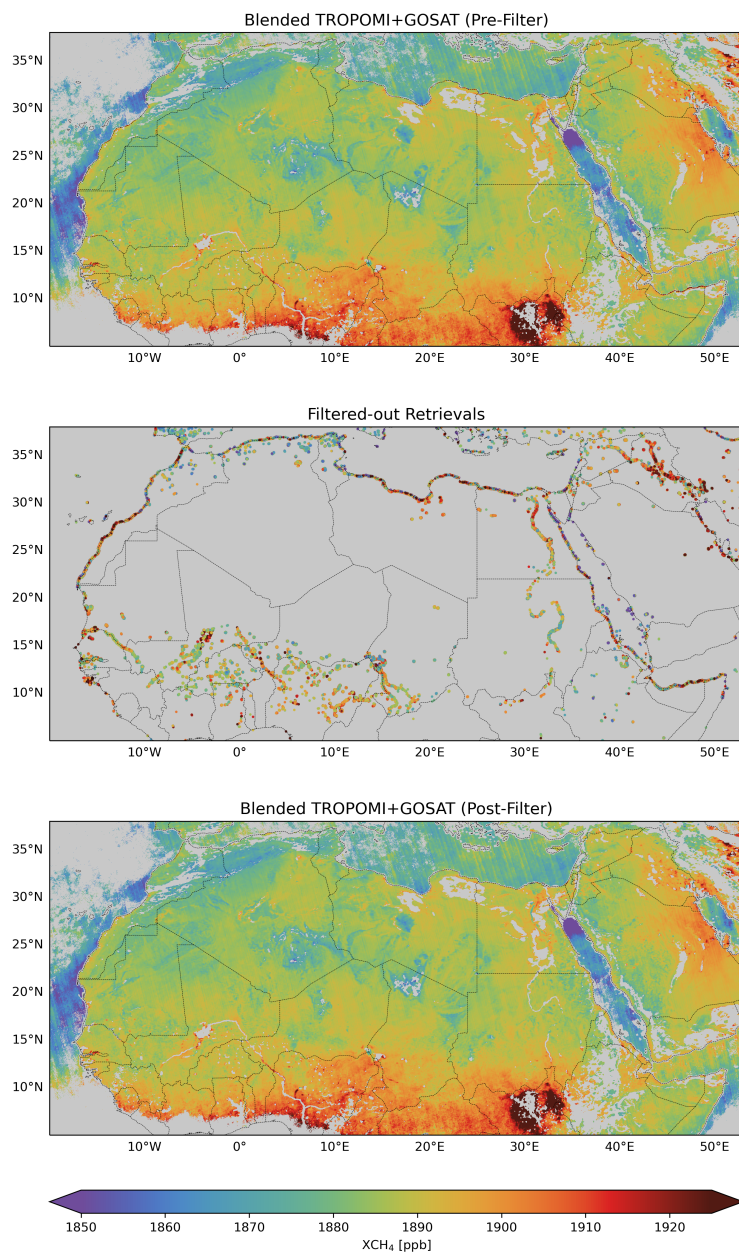 Blended TROPOMI+GOSAT (Pre-Filter)
35°N
30°N
25°N
20°N
15°N
10°N
10°W 0° 10°E 20°E 30°E 40°E 50°E
Filtered-out Retrievals
35°N
30°N
25°N
20°N
15°N
10°N
10°W 0° 10°E 20°E 30°E 40°E 50°E
Blended TROPOMI+GOSAT (Post-Filter)
35°N
30°N
25°N
20°N
15°N
10°N
10°W 0° 10°E 20°E 30°E 40°E 50°E
1850 1860 1870 1880 1890 1900 1910 1920
XCH₄ [ppb]